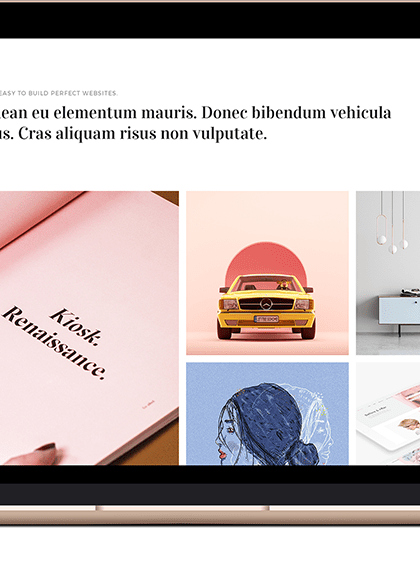 EASY TO BUILD PERFECT WEBSITES.
ean eu elementum mauris. Donec bibendum vehicula
us. Cras aliquam risus non vulputate.
Kiosk.
Renaissance.